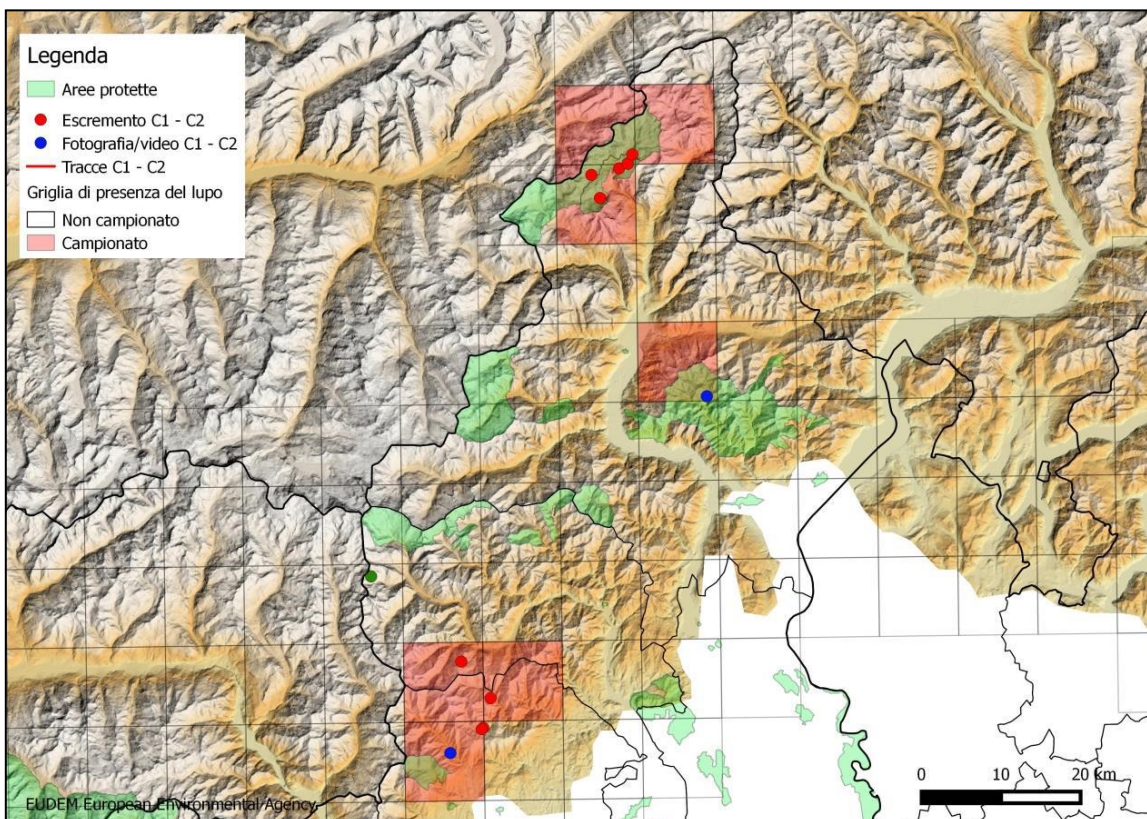 Legenda
Aree protette
Escremento C1 - C2
Fotografia/video C1 - C2
Tracce C1 - C2
Griglia di presenza del lupo
Non campionato
Campionato
0 10 20 km
EUDEM European Environmental Agency